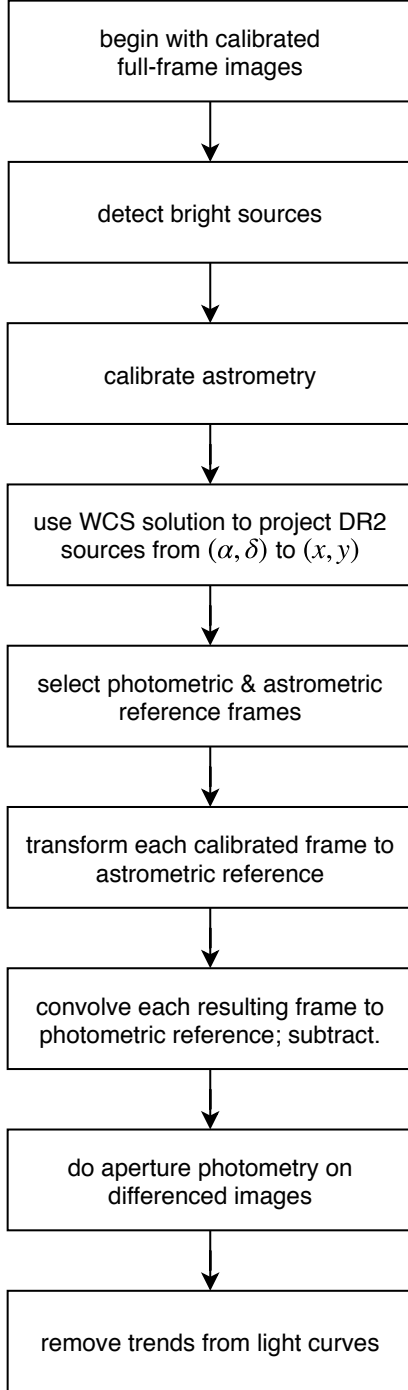 begin with calibrated
full-frame images
detect bright sources
calibrate astrometry
use WCS solution to project DR2
sources from (α, δ) to (x, y)
select photometric & astrometric
reference frames
transform each calibrated frame to
astrometric reference
convolve each resulting frame to
photometric reference; subtract.
do aperture photometry on
differenced images
remove trends from light curves